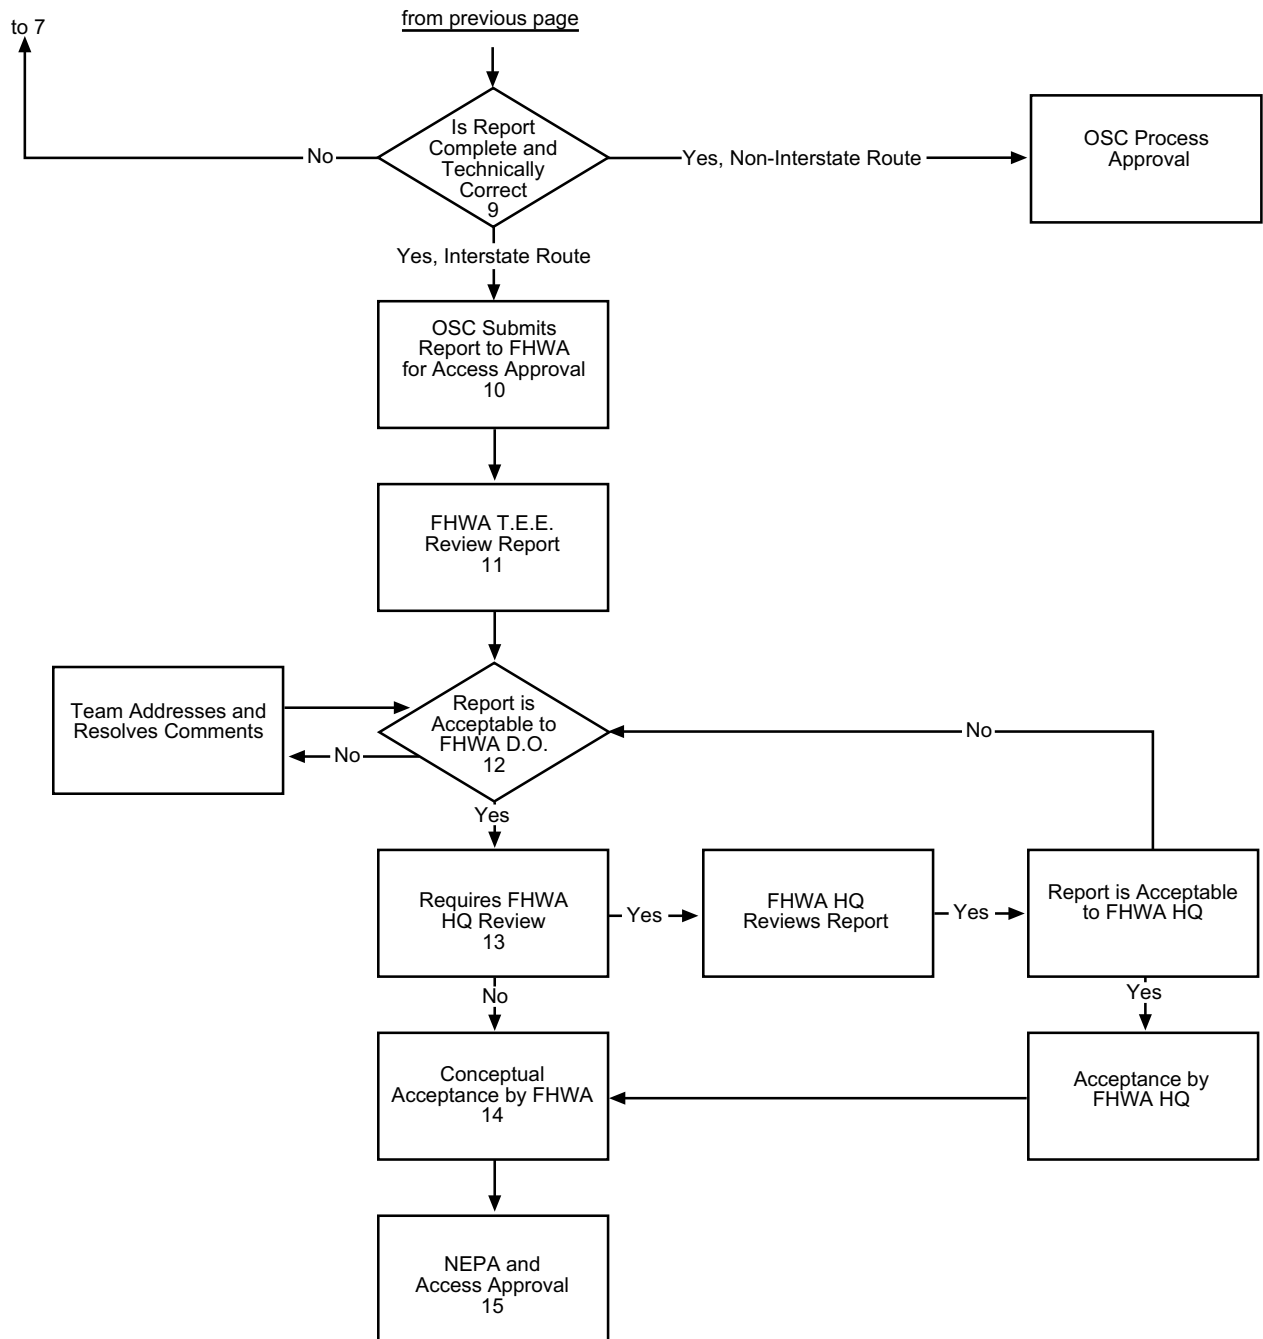 to 7
from previous page
Is Report
Complete and
Technically
Correct
9
No
Yes, Non-Interstate Route
OSC Process
Approval
Yes, Interstate Route
OSC Submits
Report to FHWA
for Access Approval
10
FHWA T.E.E.
Review Report
11
Team Addresses and
Resolves Comments
Report is
Acceptable to
FHWA D.O.
12
No
No
Yes
Requires FHWA
HQ Review
13
Yes
FHWA HQ
Reviews Report
Yes
Report is Acceptable
to FHWA HQ
No
Yes
Conceptual
Acceptance by FHWA
14
Acceptance by
FHWA HQ
NEPA and
Access Approval
15